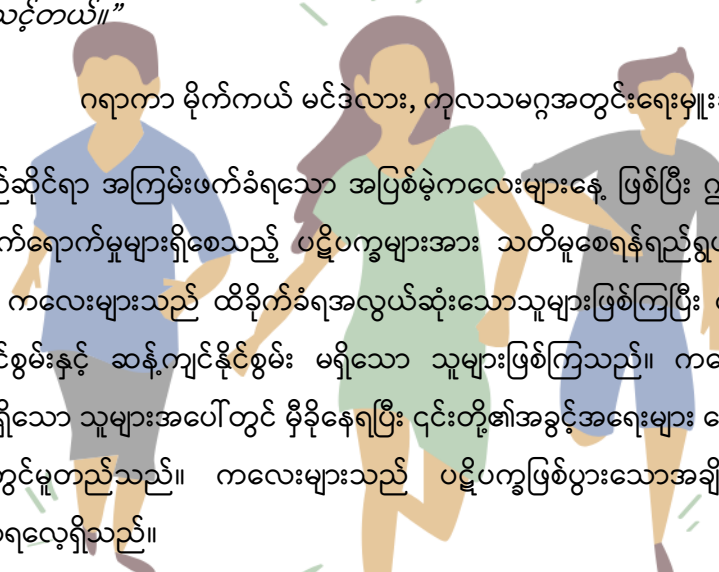 သင့်တယ်။”
ဂရာကာ မိုက်ကယ် မင်ဒဲလား, ကုလသမဂ္ဂအတွင်းရေးမှူး
ဆိုင်ရာ အကြမ်းဖက်ခံရသော အပြစ်မဲ့ကလေးများနေ့ ဖြစ်ပြီး
က်ရောက်မှုများရှိစေသည့် ပဋိပက္ခများအား သတိမူစေရန်ရည်ရွယ်
ကလေးများသည် ထိခိုက်ခံရအလွယ်ဆုံးသောသူများဖြစ်ကြပြီး
င်စွမ်းနှင့် ဆန့်ကျင်နိုင်စွမ်း မရှိသော သူများဖြစ်ကြသည်။
ရှိသော သူများအပေါ်တွင် မှီခိုနေရပြီး ၎င်းတို့၏အခွင့်အရေးများ
တွင်မူတည်သည်။ ကလေးများသည် ပဋိပက္ခဖြစ်ပွားသောအချိ
ရလေ့ရှိသည်။